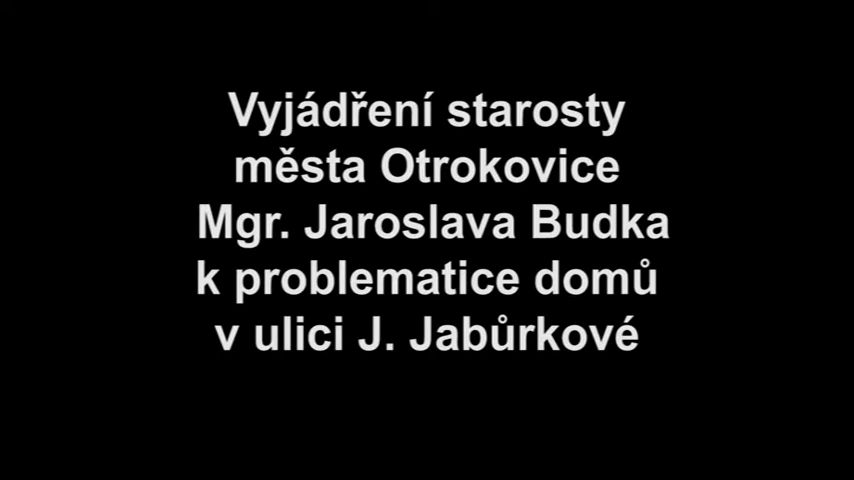 Vyjádření starosty
města Otrokovice
Mgr. Jaroslava Budka
k problematice domů
v ulici J. Jabůrkové